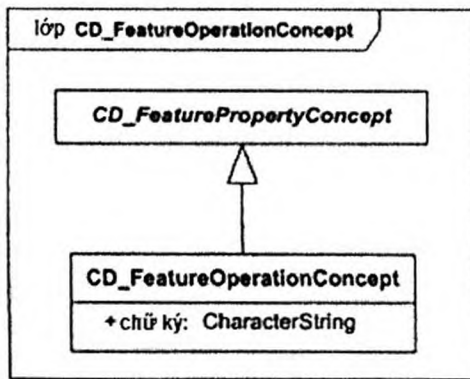 lớp CD_FeatureOperationConcept
CD_FeaturePropertyConcept
CD_FeatureOperationConcept
+ chữ ký: CharacterString